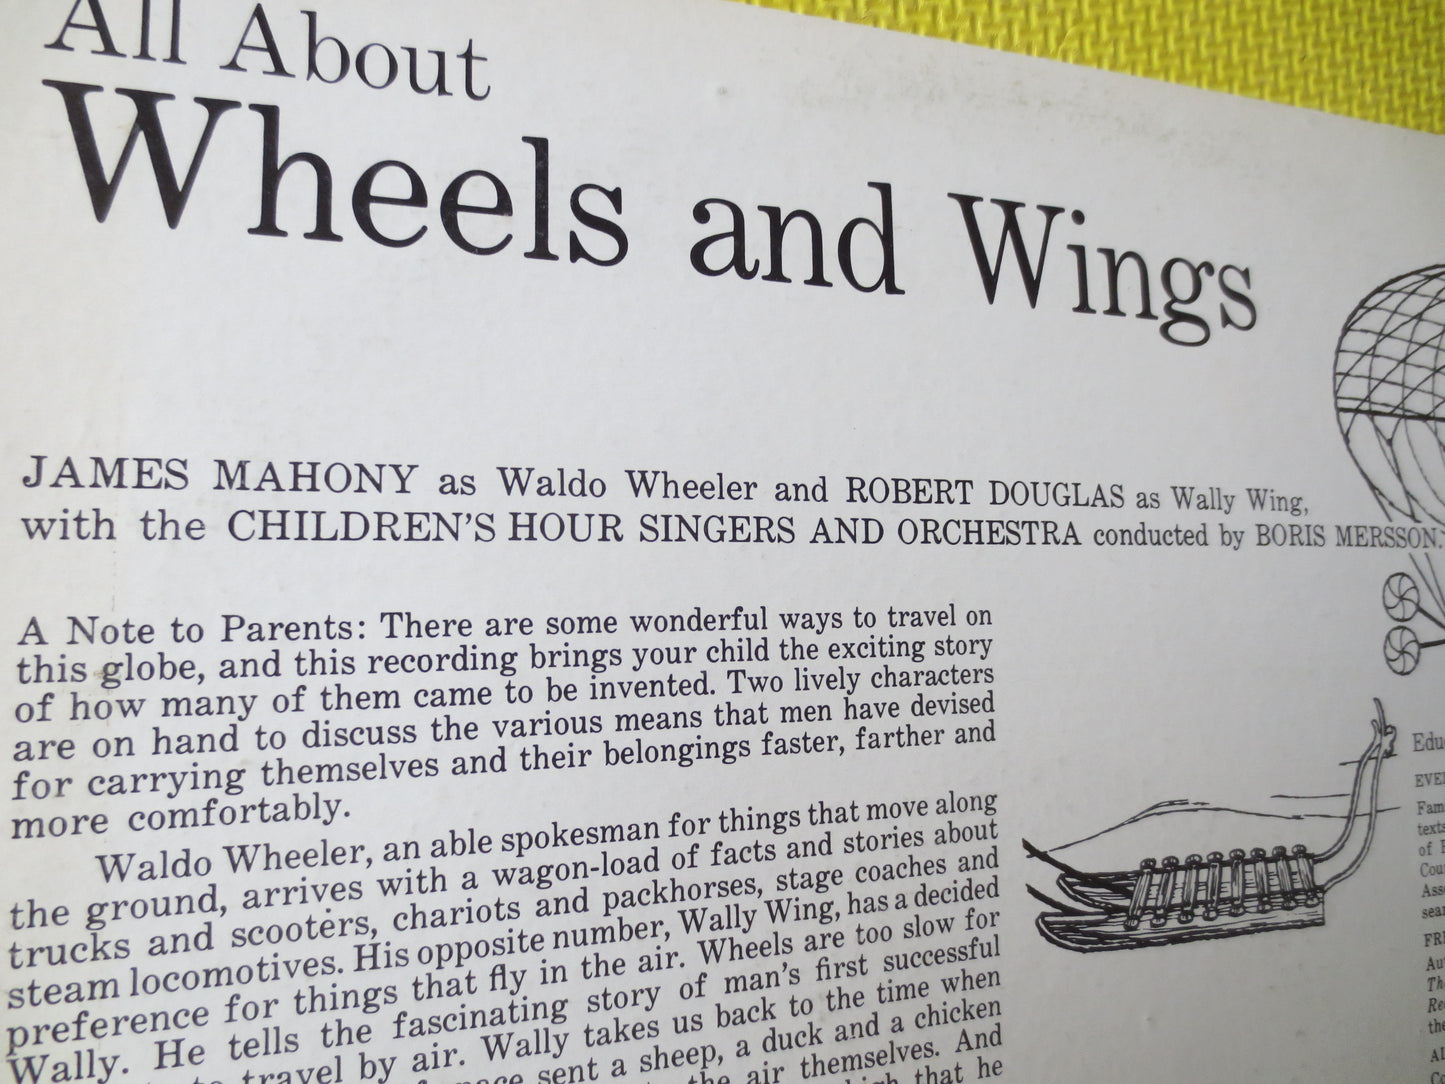 All About
Wheels and Wings
JAMES MAHONY as Waldo Wheeler and ROBERT DOUGLAS as Wally Wing,
with the CHILDREN'S HOUR SINGERS AND ORCHESTRA conducted by BORIS MERSSON.
A Note to Parents: There are some wonderful ways to travel on
this globe, and this recording brings your child the exciting story
of how many of them came to be invented. Two lively characters
are on hand to discuss the various means that men have devised
for carrying themselves and their belongings faster, farther and
more comfortably.
Waldo Wheeler, an able spokesman for things that move along
the ground, arrives with a wagon-load of facts and stories about
trucks and scooters, chariots and packhorses, stage coaches and
steam locomotives. His opposite number, Wally Wing, has a decided
preference for things that fly in the air. Wheels are too slow for
Wally. He tells the fascinating story of man's first successful
travel by air. Wally takes us back to the time when
sent a sheep, a duck and a chicken
the air themselves. And
that he